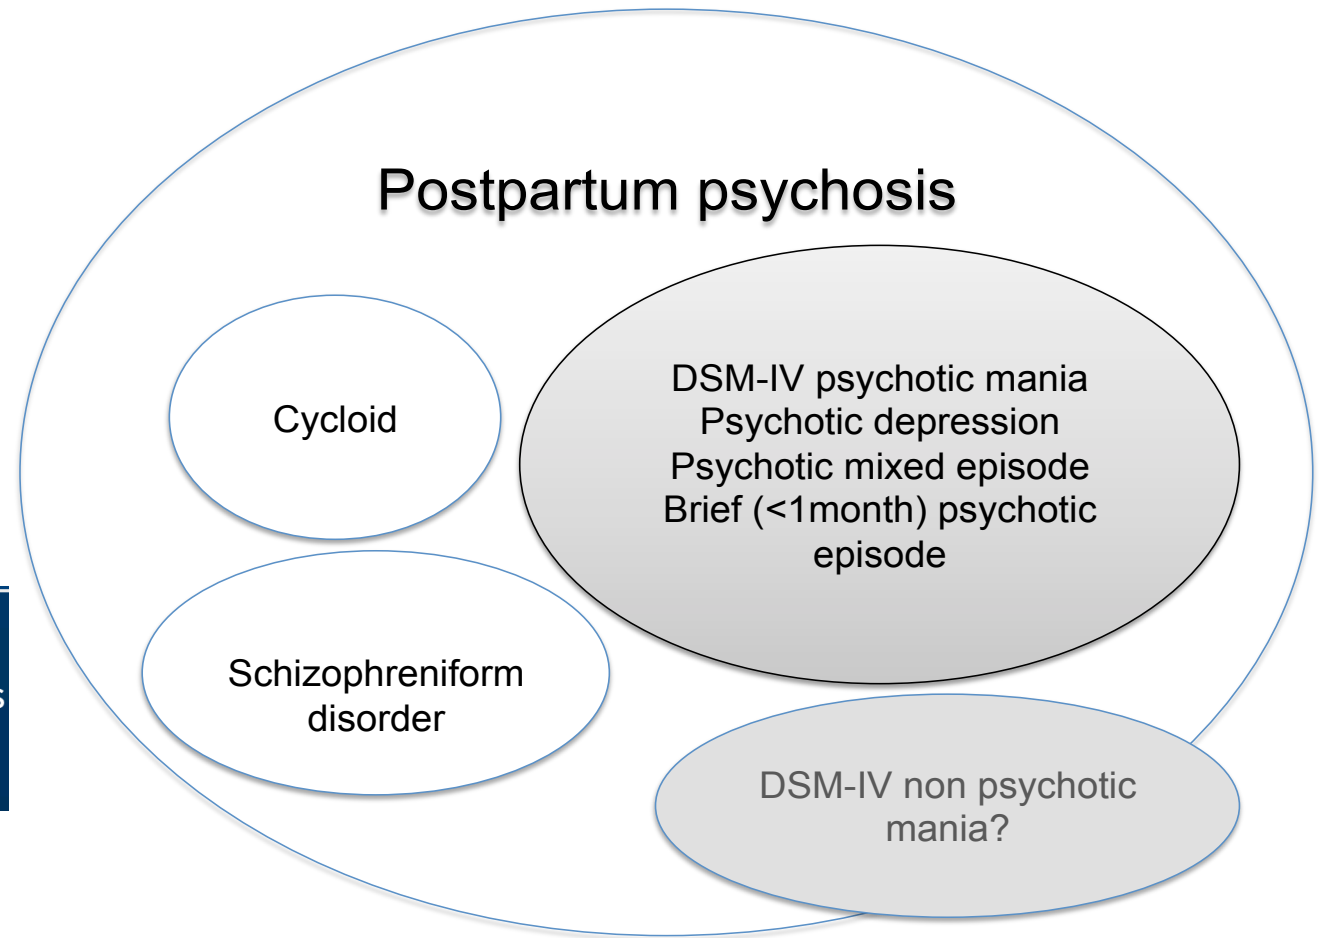 Postpartum psychosis
Cycloid
DSM-IV psychotic mania
Psychotic depression
Psychotic mixed episode
Brief (<1month) psychotic
episode
Schizophreniform
disorder
s
DSM-IV non psychotic
mania?